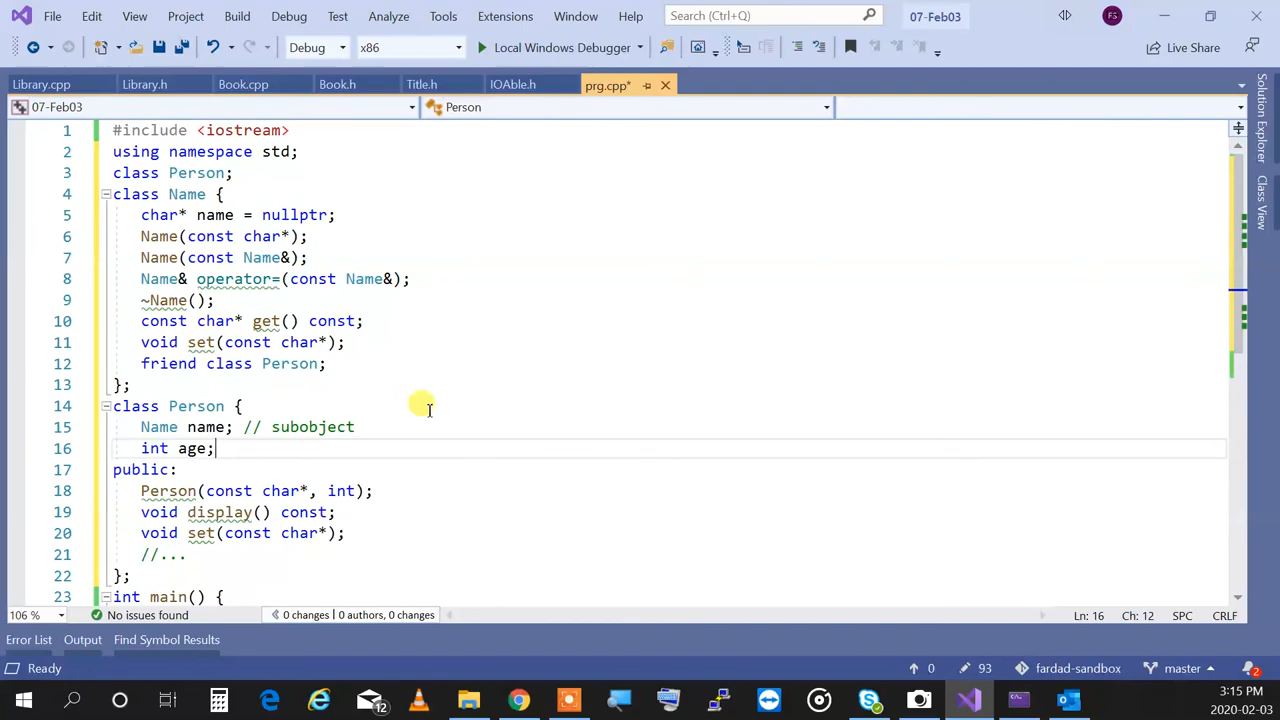 File Edit View Project Build Debug Test Analyze Tools Extensions Window Help Search (Ctrl+Q) 07-Feb03 FS
Debug x86 Local Windows Debugger Live Share
Library.cpp Library.h Book.cpp Book.h Title.h IOAble.h prg.cpp*
07-Feb03 Person
1 #include <iostream>
2 using namespace std;
3 class Person;
4 class Name {
5 char* name = nullptr;
6 Name(const char*);
7 Name(const Name&);
8 Name& operator=(const Name&);
9 ~Name();
10 const char* get() const;
11 void set(const char*);
12 friend class Person;
13 };
14 class Person {
15 Name name; // subobject
16 int age;
17 public:
18 Person(const char*, int);
19 void display() const;
20 void set(const char*);
21 //...
22 };
23 int main() {
Solution Explorer
Class View
106 % No issues found 0 changes | 0 authors, 0 changes Ln: 16 Ch: 12 SPC CRLF
Error List Output Find Symbol Results
Ready 0 93 fardad-sandbox master 2
12 3:15 PM
2020-02-03